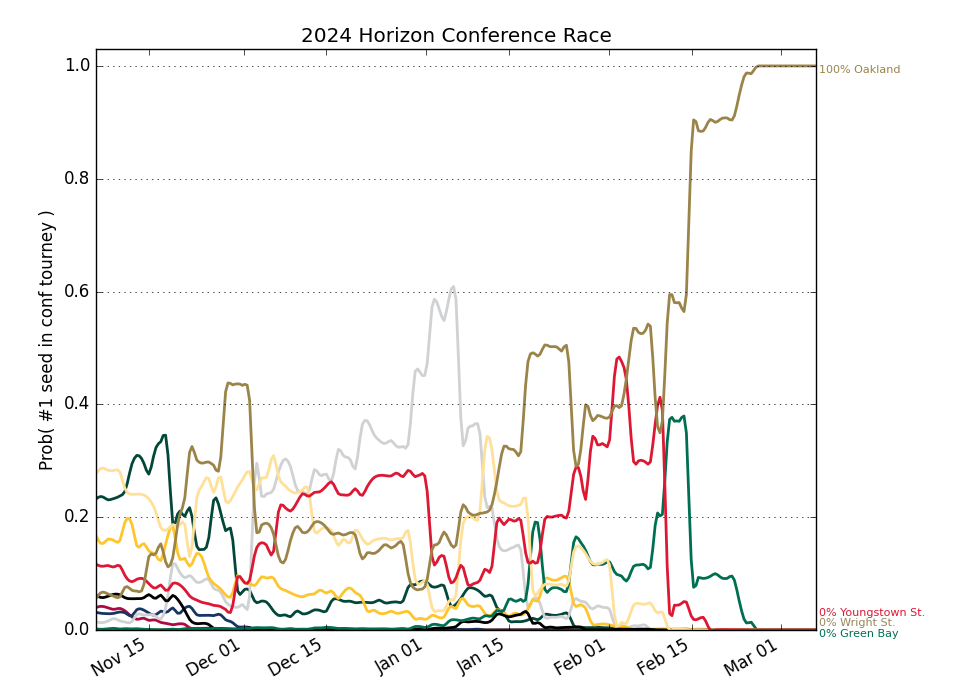 2024 Horizon Conference Race
Prob( #1 seed in conf tourney )
1.0
0.8
0.6
0.4
0.2
0.0
Nov 15
Dec 01
Dec 15
Jan 01
Jan 15
Feb 01
Feb 15
Mar 01
100% Oakland
0% Youngstown St.
0% Wright St.
0% Green Bay